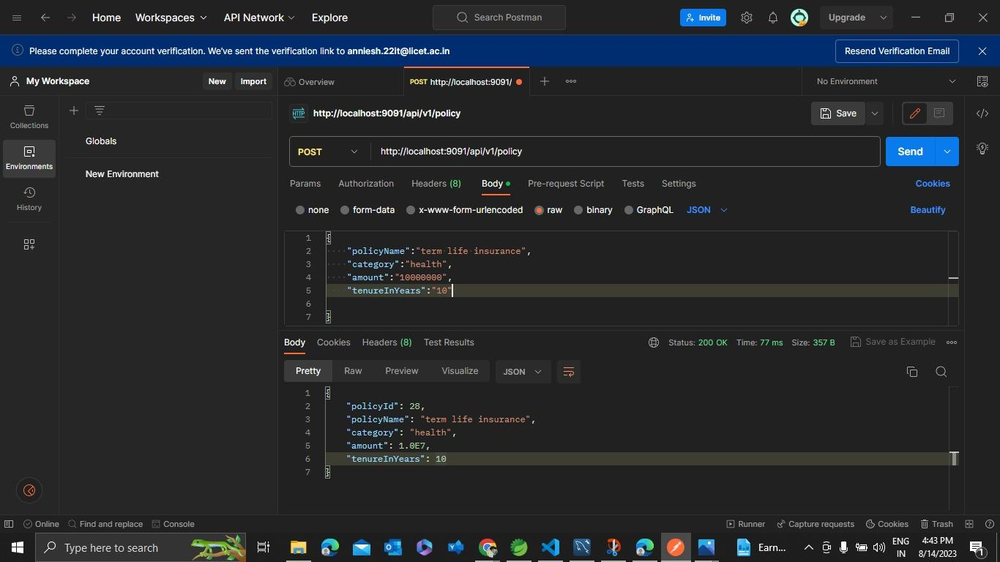 Home Workspaces API Network Explore Search Postman Invite Upgrade
Please complete your account verification. We've sent the verification link to anniesh.22it@licet.ac.in Resend Verification Email
My Workspace New Import Overview POST http://localhost:9091/ No Environment
Collections
Environments
History
Globals
New Environment
HTTP http://localhost:9091/api/v1/policy Save
POST http://localhost:9091/api/v1/policy Send
Params Authorization Headers (8) Body Pre-request Script Tests Settings Cookies
none form-data x-www-form-urlencoded raw binary GraphQL JSON Beautify
1 {
2 "policyName":"term life insurance",
3 "category":"health",
4 "amount":"10000000",
5 "tenureInYears":"10"
6
7 }
Body Cookies Headers (8) Test Results Status: 200 OK Time: 77 ms Size: 357 B Save as Example
Pretty Raw Preview Visualize JSON
1 {
2 "policyId": 28,
3 "policyName": "term life insurance",
4 "category": "health",
5 "amount": 1.0E7,
6 "tenureInYears": 10
7 }
Online Find and replace Console Runner Capture requests Cookies Trash
Type here to search Earn... ENG IN 4:43 PM 8/14/2023 1